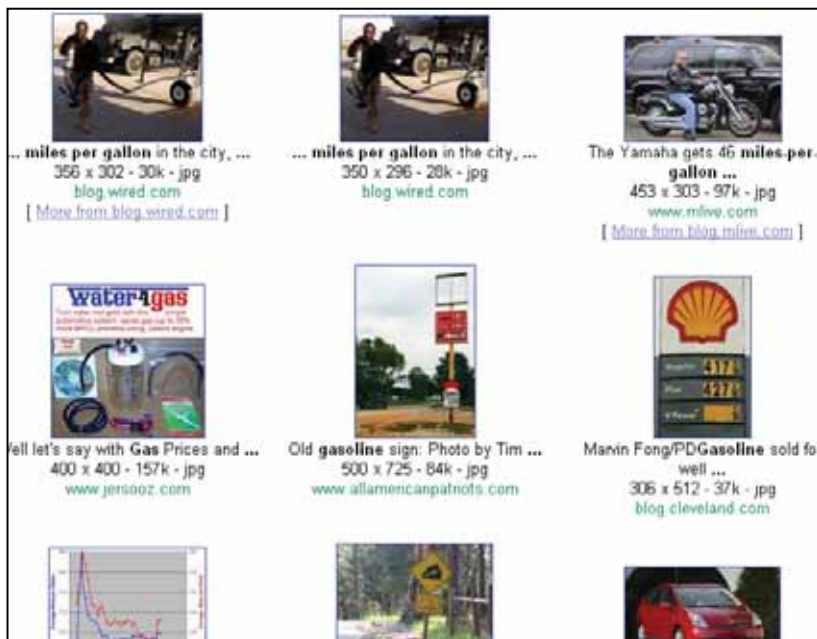 ... miles per gallon in the city, ...
356 x 302 - 30k - jpg
blog.wired.com
[ More from blog.wired.com ]
... miles per gallon in the city, ...
350 x 296 - 28k - jpg
blog.wired.com
The Yamaha gets 46 miles-per-
gallon ...
453 x 303 - 97k - jpg
www.mlive.com
[ More from blog.mlive.com ]
water4gas
ell let's say with Gas Prices and ...
400 x 400 - 157k - jpg
www.jersooz.com
Old gasoline sign: Photo by Tim ...
500 x 725 - 84k - jpg
www.allamericanpatriots.com
4178
4278
Marvin Fong/PDGasoline sold fo
well ...
306 x 512 - 37k - jpg
blog.cleveland.com